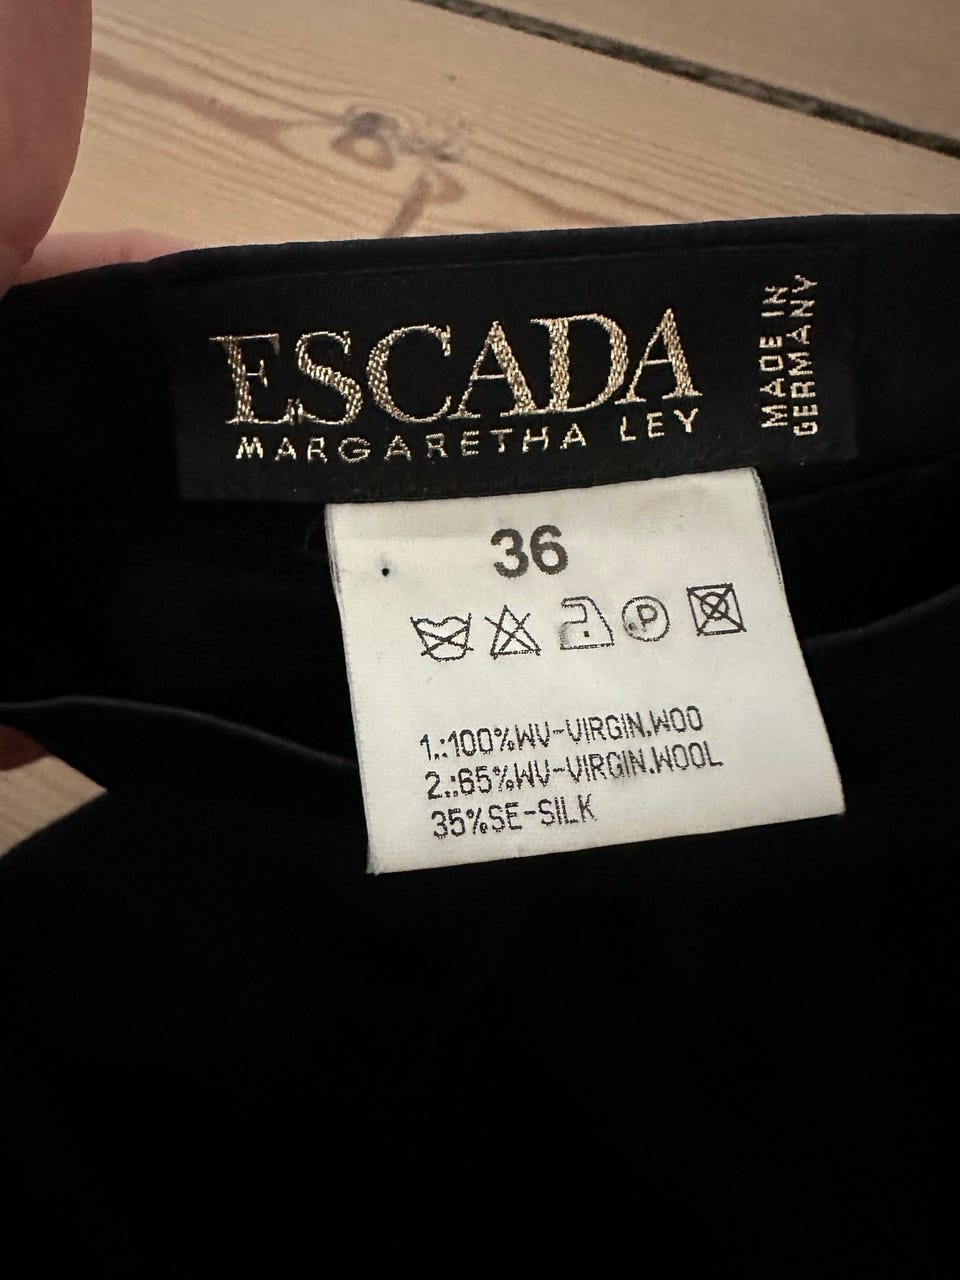 ESCADA
MARGARETHA LEY
MADE IN
GERMANY
36
P
1.:100%WV-VIRGIN.WOO
2.:65%WV-VIRGIN.WOOL
35%SE-SILK